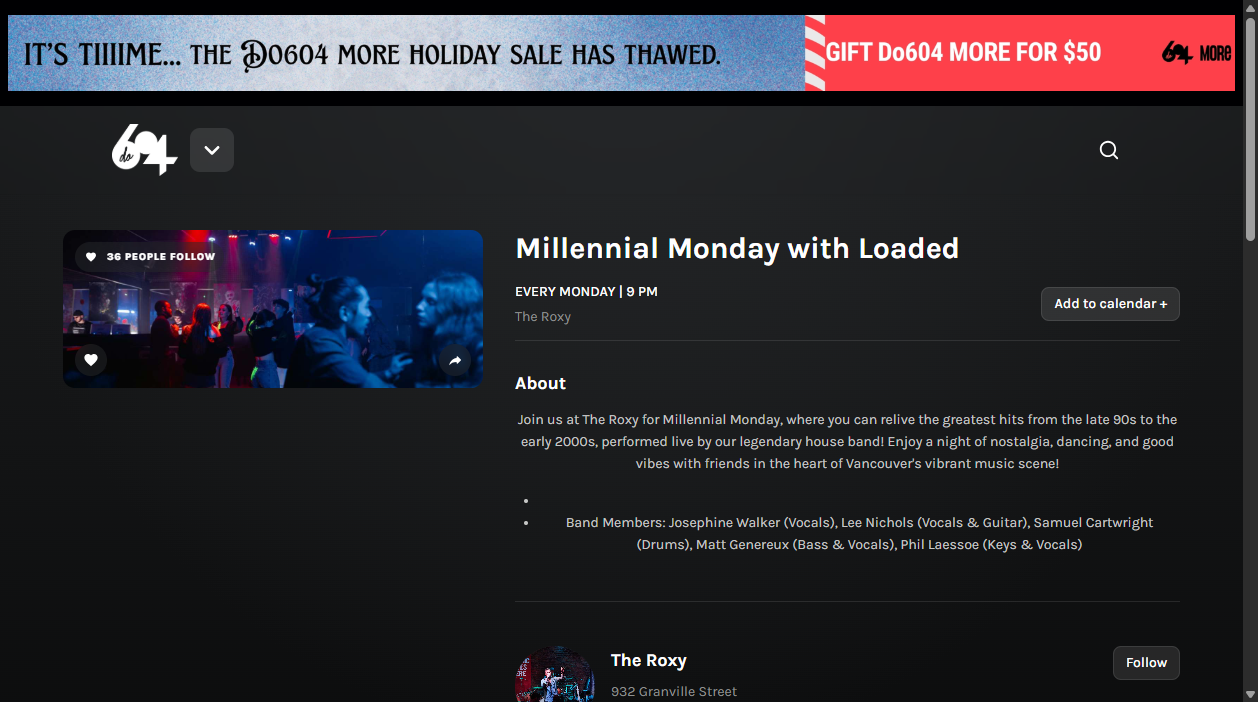 IT'S TIIIIME... THE DO604 MORE HOLIDAY SALE HAS THAWED.
GIFT Do604 MORE FOR $50
604 MORE
do 604
36 PEOPLE FOLLOW
Millennial Monday with Loaded
EVERY MONDAY | 9 PM
The Roxy
Add to calendar +
About
Join us at The Roxy for Millennial Monday, where you can relive the greatest hits from the late 90s to the
early 2000s, performed live by our legendary house band! Enjoy a night of nostalgia, dancing, and good
vibes with friends in the heart of Vancouver's vibrant music scene!
Band Members: Josephine Walker (Vocals), Lee Nichols (Vocals & Guitar), Samuel Cartwright
(Drums), Matt Genereux (Bass & Vocals), Phil Laessoe (Keys & Vocals)
The Roxy
932 Granville Street
Follow